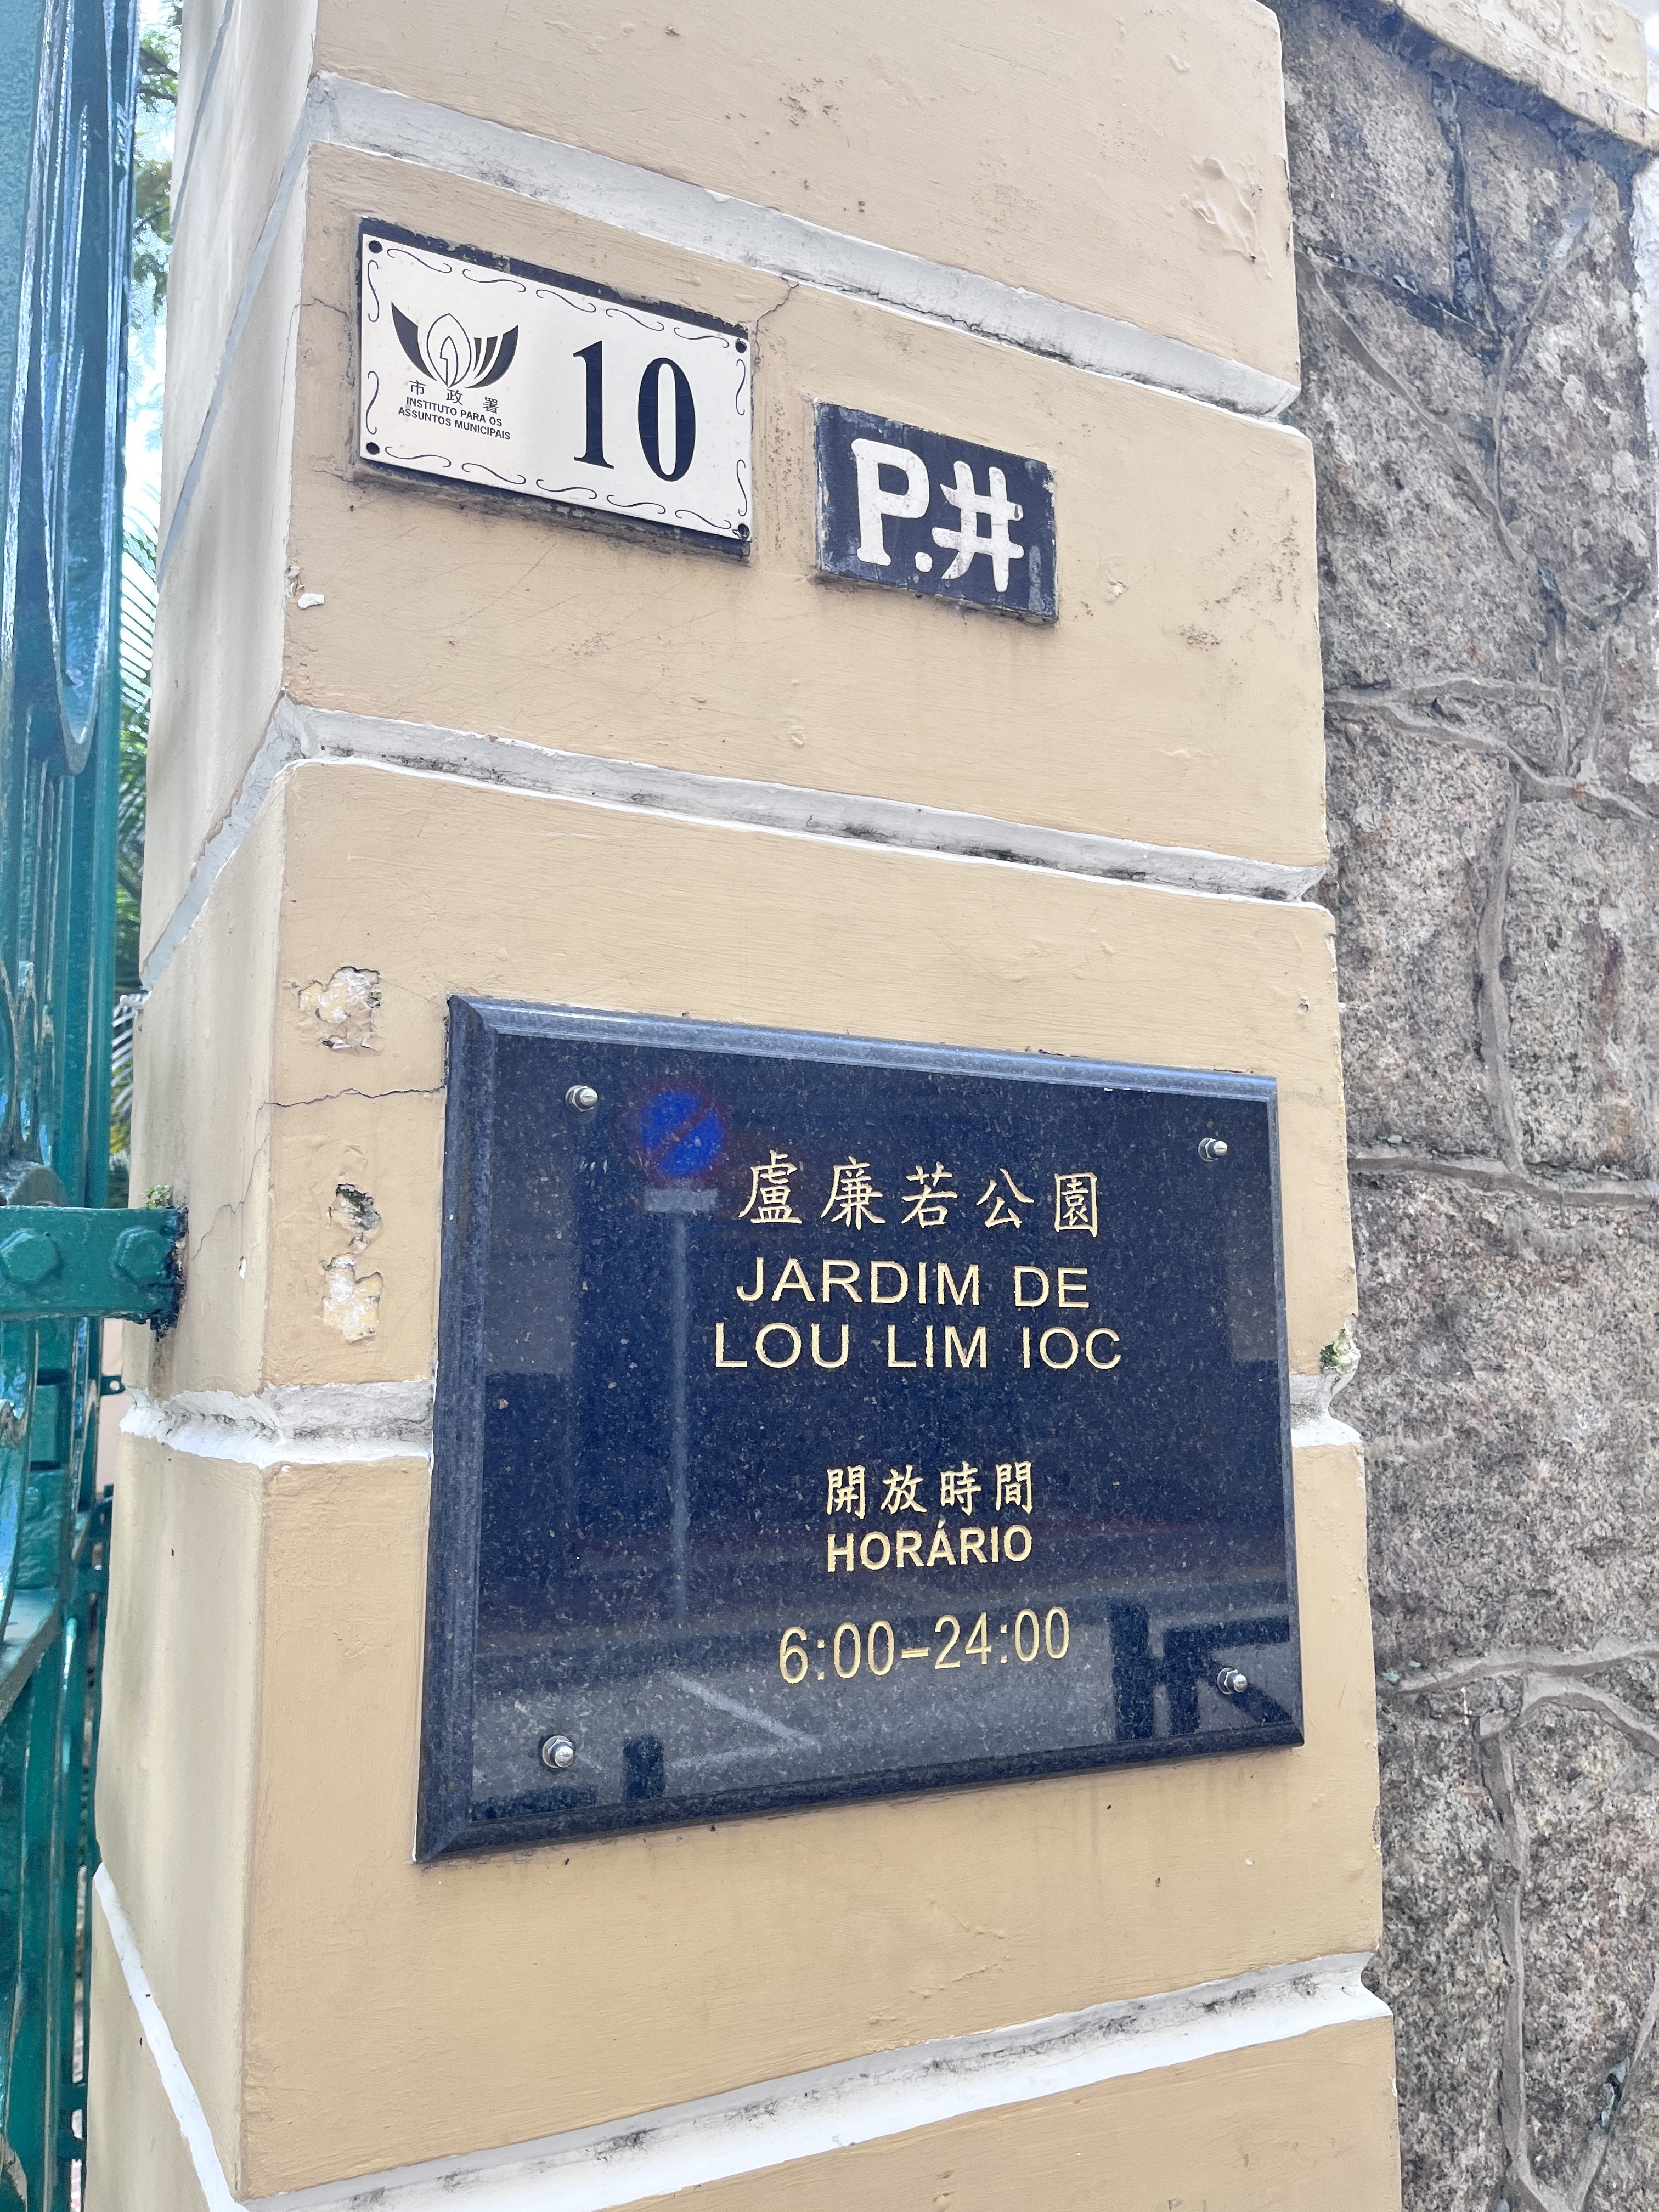 市政署
INSTITUTO PARA OS
ASSUNTOS MUNICIPAIS
10
P.井
盧廉若公園
JARDIM DE
LOU LIM IOC
開放時間
HORÁRIO
6:00-24:00